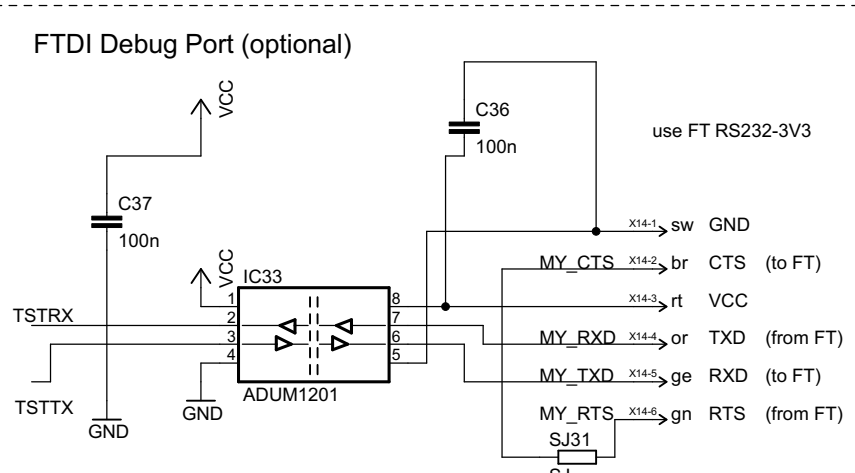 FTDI Debug Port (optional)
VCC
C36
100n
use FT RS232-3V3
C37
100n
VCC
IC33
1
2
3
4
8
7
6
5
ADUM1201
TSTRX
TSTTX
GND
GND
X14-1 sw GND
MY_CTS X14-2 br CTS (to FT)
X14-3 rt VCC
MY_RXD X14-4 or TXD (from FT)
MY_TXD X14-5 ge RXD (to FT)
MY_RTS X14-6 gn RTS (from FT)
SJ31